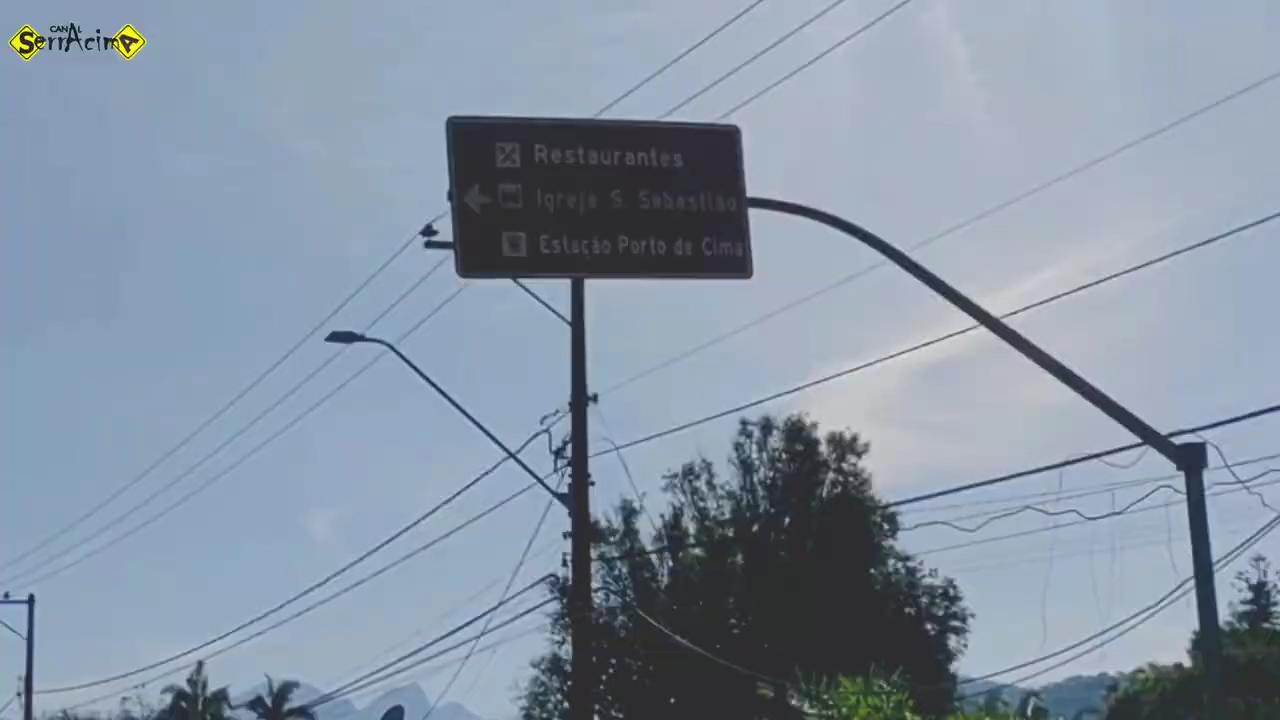 CANAL
SerrAcimA
Restaurantes
Igreja S. Sebastião
Estação Porto de Cima